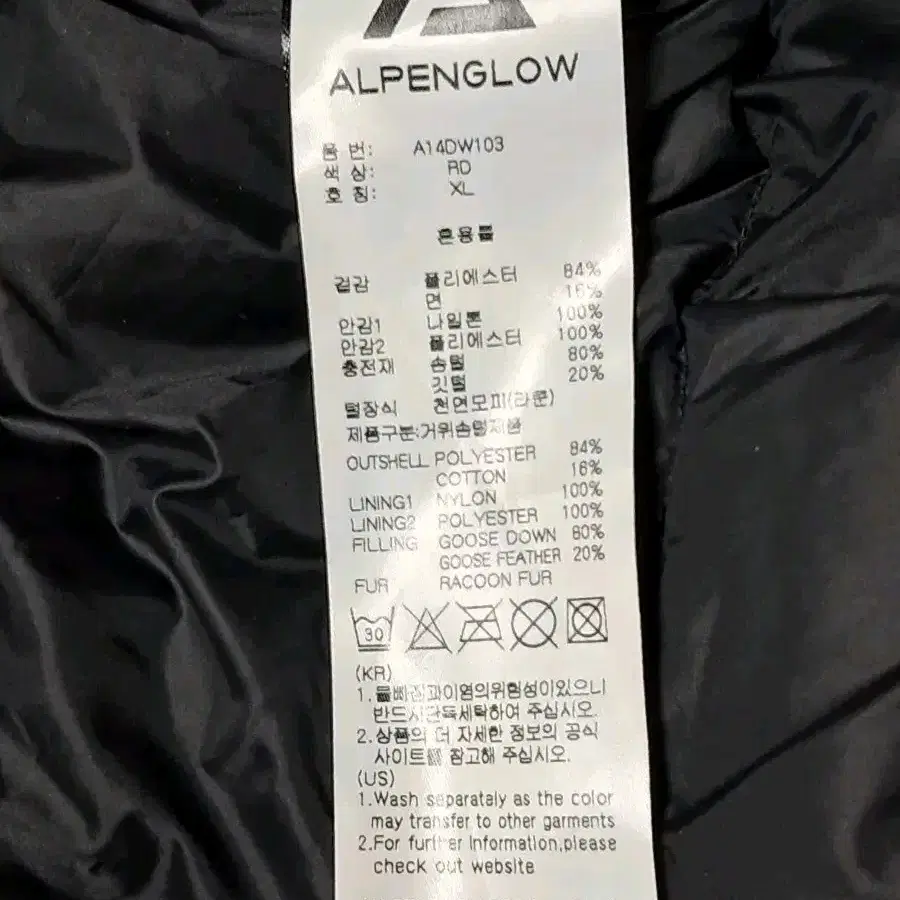 ALPENGLOW
품 번: A14DW103
색 상: RD
호 칭: XL
혼용률
겉감 폴리에스터 84%
면 16%
안감1 나일론 100%
안감2 폴리에스터 100%
충전재 솜털 80%
깃털 20%
털장식 천연모피(라쿤)
제품구분:거위솜털제품
OUTSHELL POLYESTER 84%
COTTON 16%
LINING1 NYLON 100%
LINING2 POLYESTER 100%
FILLING GOOSE DOWN 80%
GOOSE FEATHER 20%
FUR RACOON FUR
30
(KR)
1.물빠짐과이염의위험성이있으니
반드시단독세탁하여 주십시오.
2.상품의 더 자세한 정보의 공식
사이트를 참고해 주십시오.
(US)
1.Wash separataly as the color
may transfer to other garments
2.For further Information,please
check out website